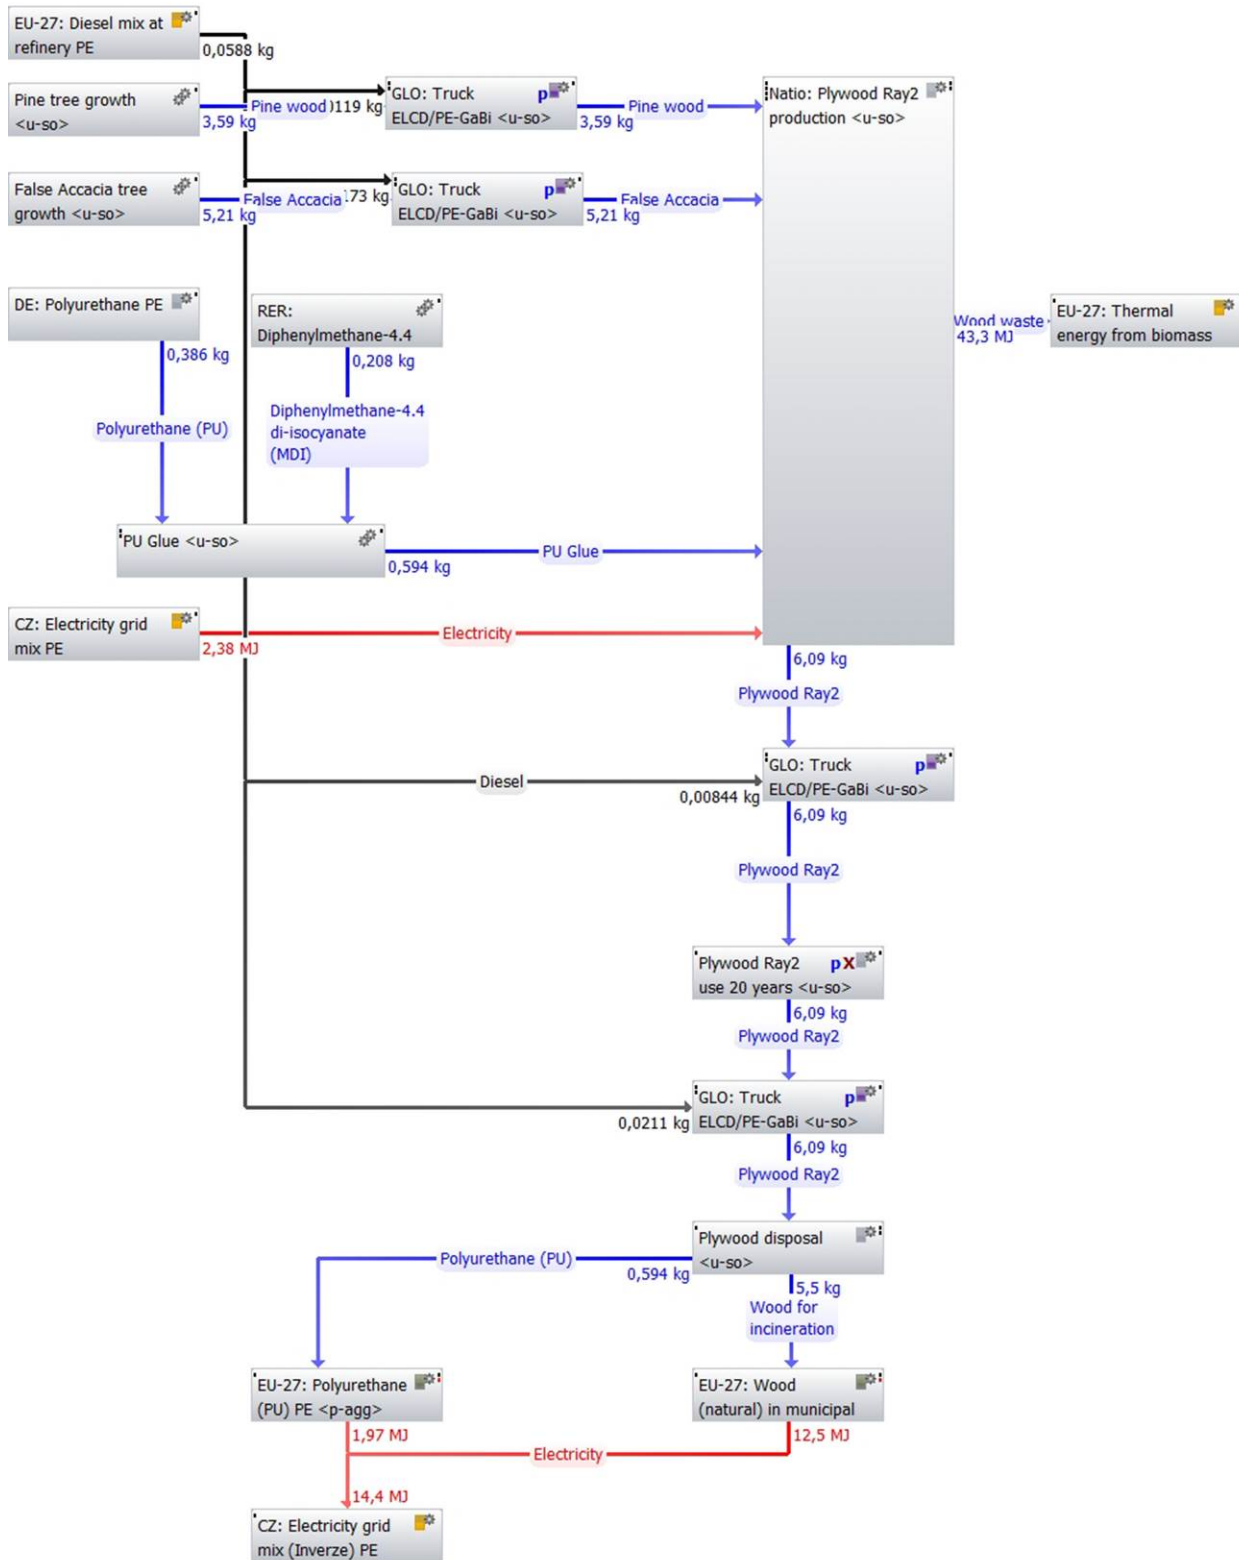 EU-27: Diesel mix at
refinery PE
0,0588 kg
Pine tree growth
<u-so>
3,59 kg
Pine wood
119 kg
GLO: Truck
p
ELCD/PE-GaBi <u-so>
3,59 kg
Pine wood
Natio: Plywood Ray2
production <u-so>
False Accacia tree
growth <u-so>
5,21 kg
False Accacia
173 kg
GLO: Truck
p
ELCD/PE-GaBi <u-so>
5,21 kg
False Accacia
DE: Polyurethane PE
0,386 kg
Polyurethane (PU)
RER:
Diphenylmethane-4.4
0,208 kg
Diphenylmethane-4.4
di-isocyanate
(MDI)
Wood waste
43,3 MJ
EU-27: Thermal
energy from biomass
PU Glue <u-so>
0,594 kg
PU Glue
CZ: Electricity grid
mix PE
2,38 MJ
Electricity
6,09 kg
Plywood Ray2
Diesel
0,00844 kg
GLO: Truck
p
ELCD/PE-GaBi <u-so>
6,09 kg
Plywood Ray2
Plywood Ray2
p X
use 20 years <u-so>
6,09 kg
Plywood Ray2
0,0211 kg
GLO: Truck
p
ELCD/PE-GaBi <u-so>
6,09 kg
Plywood Ray2
Plywood disposal
<u-so>
Polyurethane (PU)
0,594 kg
5,5 kg
Wood for
incineration
EU-27: Polyurethane
(PU) PE <p-agg>
1,97 MJ
EU-27: Wood
(natural) in municipal
12,5 MJ
Electricity
14,4 MJ
CZ: Electricity grid
mix (Inverze) PE